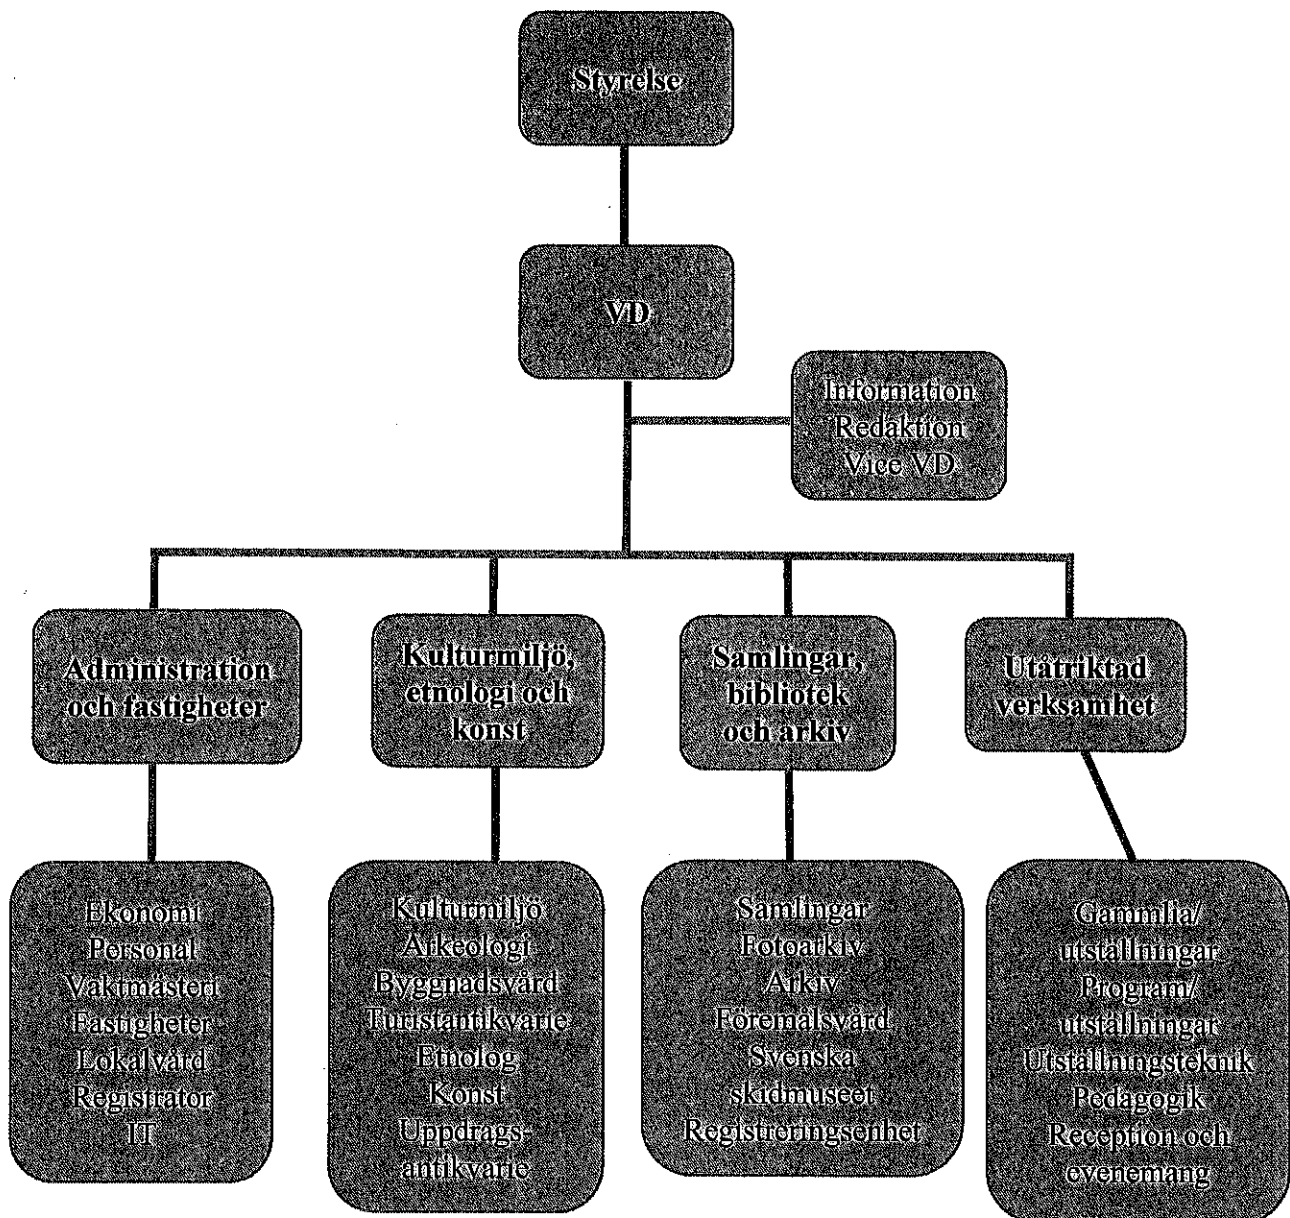 Styrelse
VD
Information
Redaktion
Vice VD
Administration
och fastigheter
Kulturmiljö,
etnologi och
konst
Samlingar,
bibliotek
och arkiv
Utåtriktad
verksamhet
Ekonomi
Personal
Vaktmästeri
Fastigheter
Lokalvård
Registrator
IT
Kulturmiljö
Arkeologi
Byggnadsvård
Turistantikvarie
Etnolog
Konst
Uppdrags-
antikvarie
Samlingar
Fotoarkiv
Arkiv
Föremålsvård
Svenska
skidmuseet
Registreringsenhet
Gammlia/
utställningar
Program/
utställningar
Utställningsteknik
Pedagogik
Reception och
evenemang